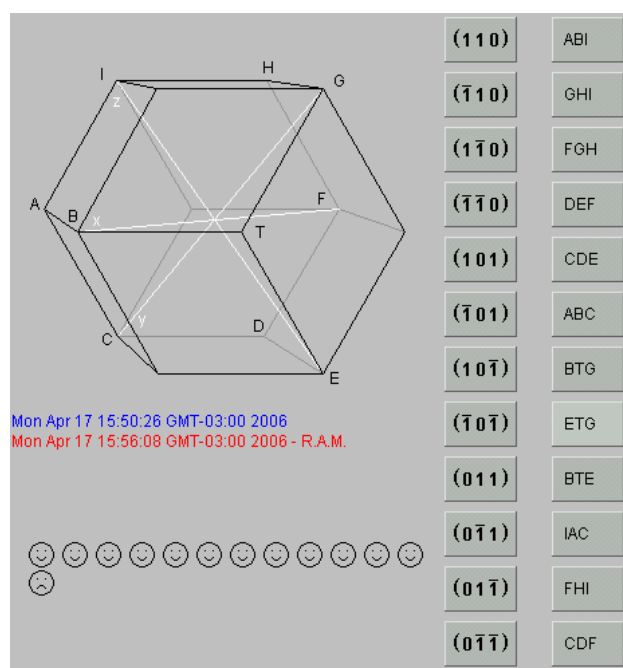 I
H
G
z
A
B
x
F
T
y
C
D
E
Mon Apr 17 15:50:26 GMT-03:00 2006
Mon Apr 17 15:56:08 GMT-03:00 2006 - R.A.M.
(110) ABI
(1̅10) GHI
(11̅0) FGH
(1̅1̅0) DEF
(101) CDE
(1̅01) ABC
(101̅) BTG
(1̅01̅) ETG
(011) BTE
(01̅1) IAC
(011̅) FHI
(01̅1̅) CDF